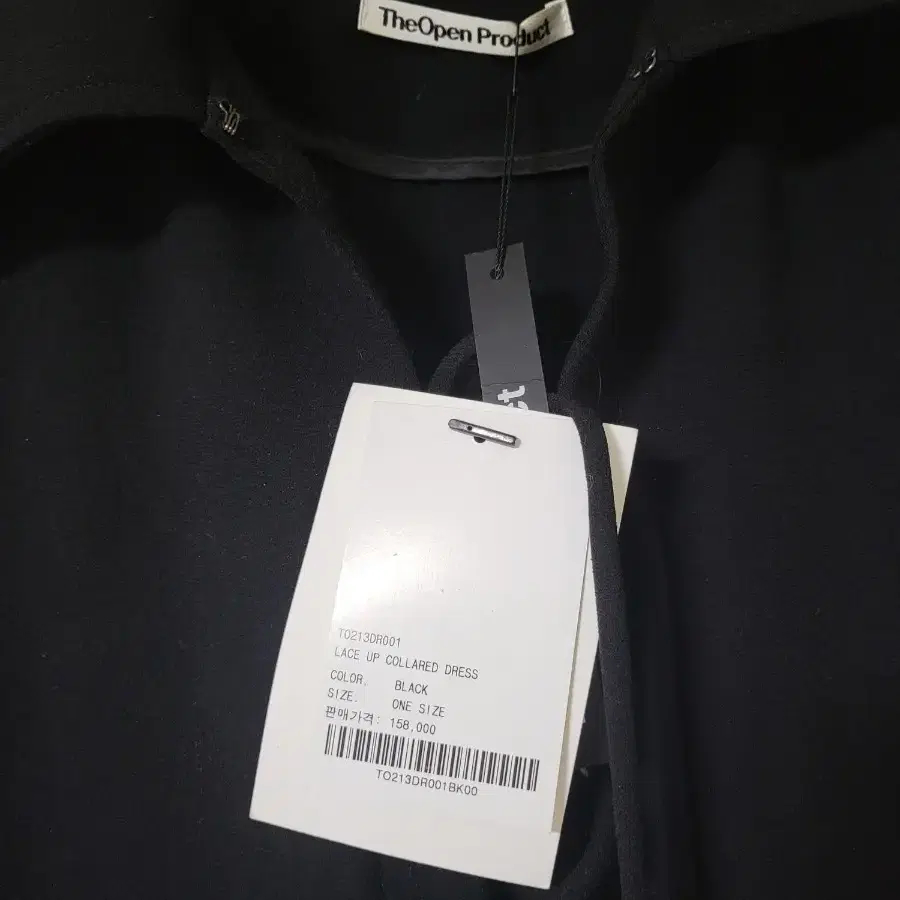 TheOpen Product
ct
TO213DR001
LACE UP COLLARED DRESS
COLOR. BLACK
SIZE. ONE SIZE
판매가격: 158,000
TO213DR001BK00